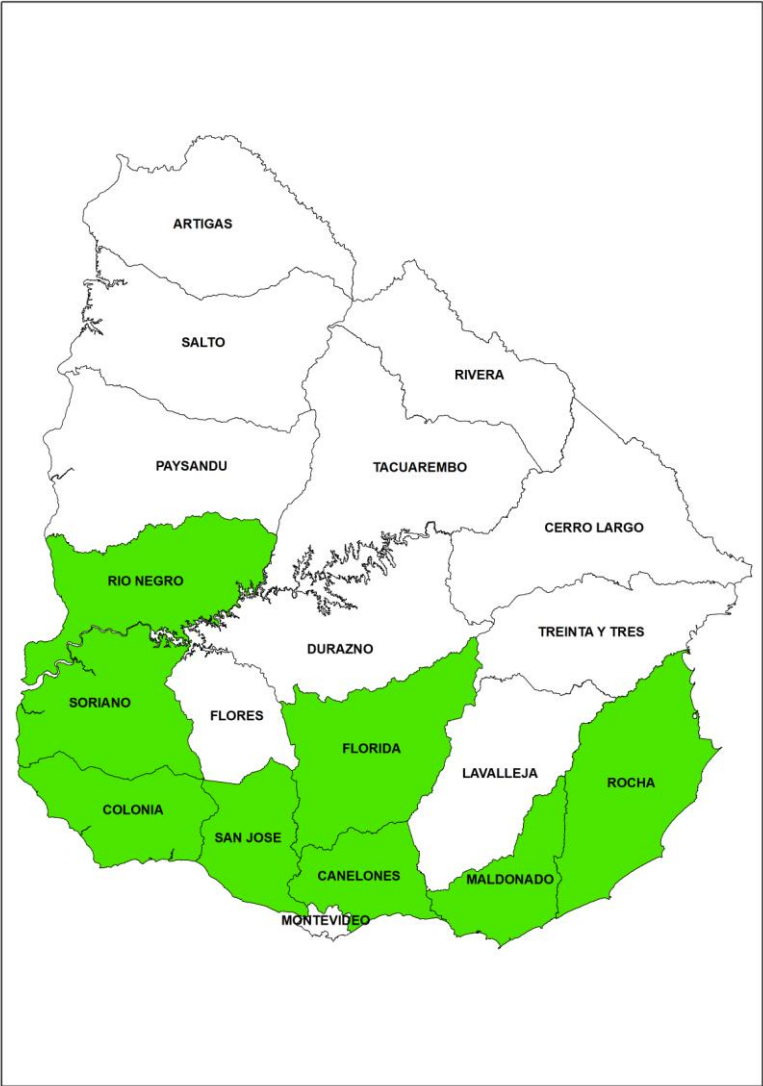 ARTIGAS
SALTO
RIVERA
PAYSANDU
TACUAREMBO
CERRO LARGO
RIO NEGRO
TREINTA Y TRES
DURAZNO
SORIANO
FLORES
FLORIDA
LAVALLEJA
ROCHA
COLONIA
SAN JOSE
CANELONES
MALDONADO
MONTEVIDEO